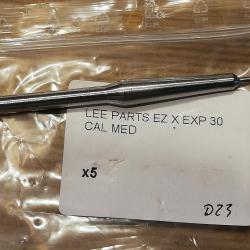 LEE PARTS EZ X EXP 30
CAL MED
x5
D23